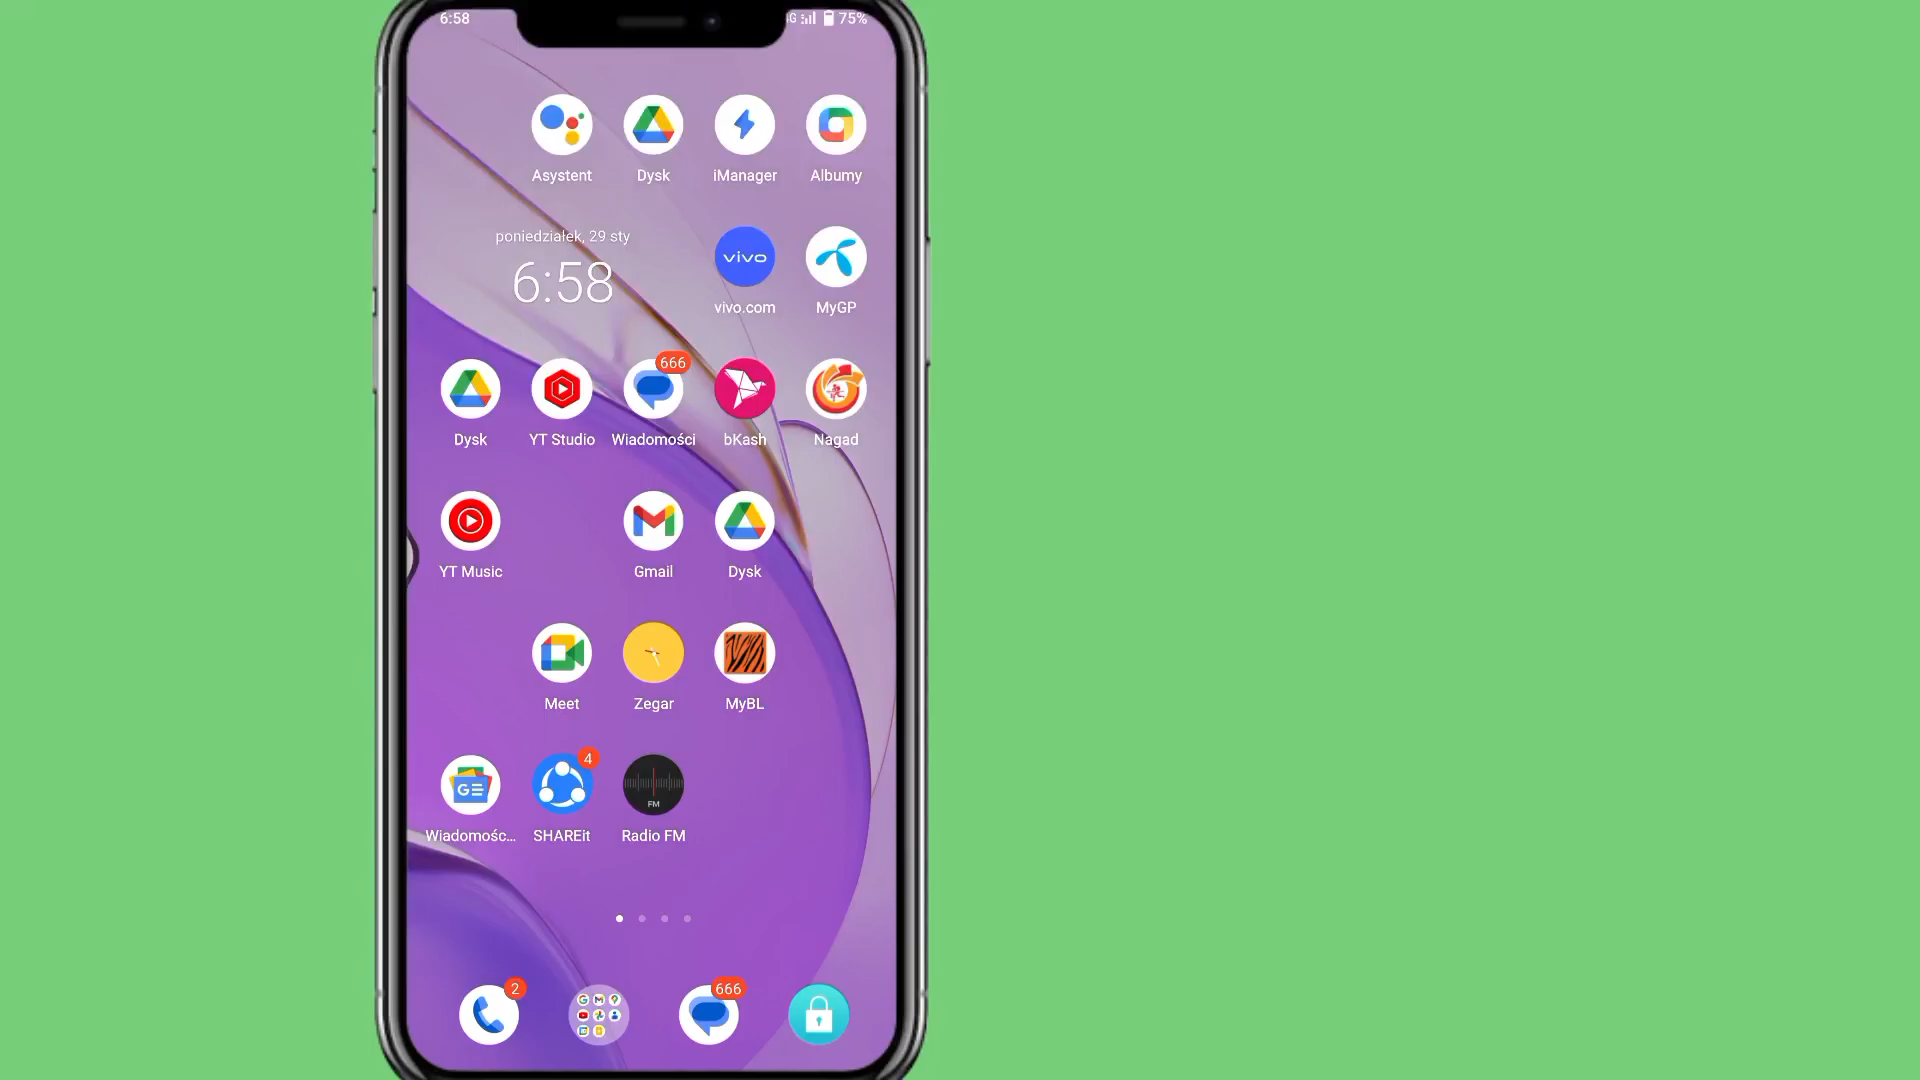 6:58
G 75%
Asystent Dysk iManager Albumy
poniedziałek, 29 sty
6:58
vivo
vivo.com MyGP
666
Dysk YT Studio Wiadomości bKash Nagad
YT Music Gmail Dysk
Meet Zegar MyBL
4
GE
FM
Wiadomośc... SHAREit Radio FM
2 666